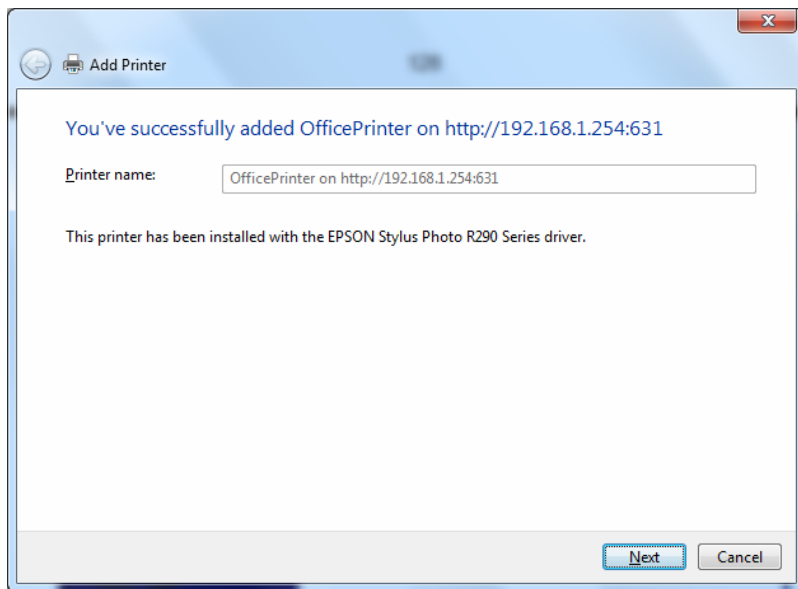 Add Printer
You've successfully added OfficePrinter on http://192.168.1.254:631
Printer name:
OfficePrinter on http://192.168.1.254:631
This printer has been installed with the EPSON Stylus Photo R290 Series driver.
Next
Cancel